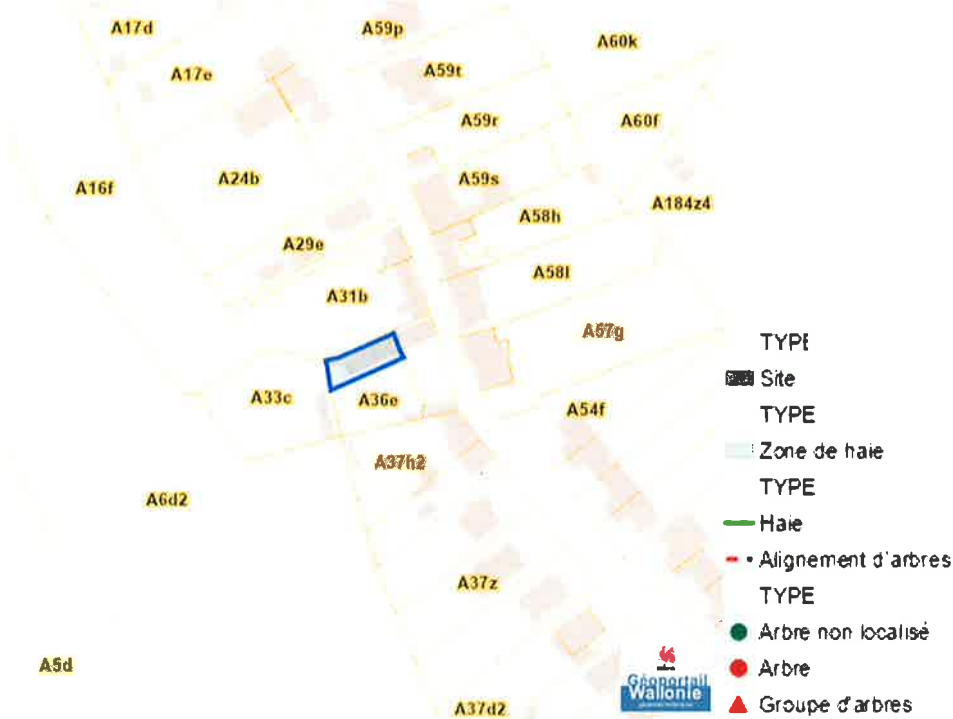 A17d
A59p
A60k
A17e
A59t
A59r
A60f
A16f
A24b
A59s
A184z4
A58h
A29e
A58l
A31b
A57g
A33c
A36e
A54f
A37h2
A6d2
A37z
A5d
A37d2
TYPE
Site
TYPE
Zone de haie
TYPE
Haie
Alignement d'arbres
TYPE
Arbre non localisé
Arbre
Groupe d'arbres
Géoportail
Wallonie